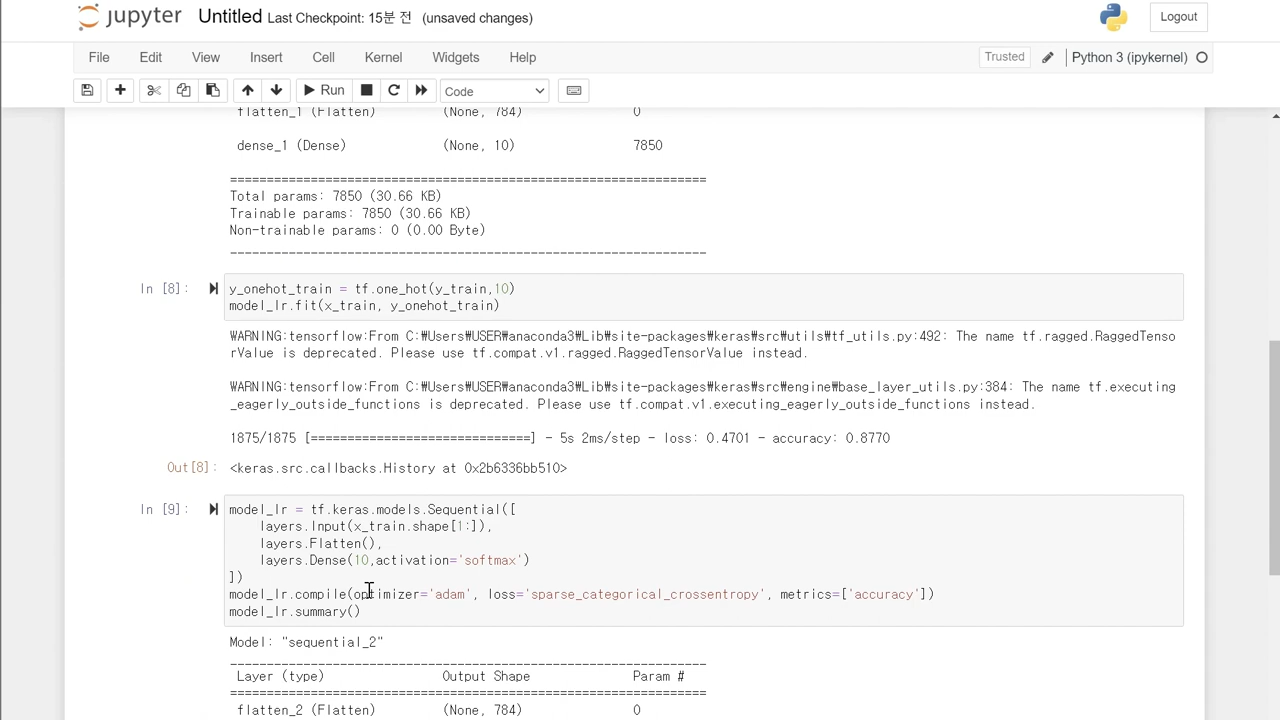 jupyter Untitled Last Checkpoint: 15분 전 (unsaved changes) Logout
File Edit View Insert Cell Kernel Widgets Help Trusted Python 3 (ipykernel)
Run Code
flatten_1 (Flatten) (None, 784) 0
dense_1 (Dense) (None, 10) 7850
=================================================================
Total params: 7850 (30.66 KB)
Trainable params: 7850 (30.66 KB)
Non-trainable params: 0 (0.00 Byte)
_________________________________________________________________
In [8]: y_onehot_train = tf.one_hot(y_train,10)
model_lr.fit(x_train, y_onehot_train)
WARNING:tensorflow:From C:₩Users₩USER₩anaconda3₩Lib₩site-packages₩keras₩src₩utils₩tf_utils.py:492: The name tf.ragged.RaggedTenso
rValue is deprecated. Please use tf.compat.v1.ragged.RaggedTensorValue instead.
WARNING:tensorflow:From C:₩Users₩USER₩anaconda3₩Lib₩site-packages₩keras₩src₩engine₩base_layer_utils.py:384: The name tf.executing
_eagerly_outside_functions is deprecated. Please use tf.compat.v1.executing_eagerly_outside_functions instead.
1875/1875 [==============================] - 5s 2ms/step - loss: 0.4701 - accuracy: 0.8770
Out[8]: <keras.src.callbacks.History at 0x2b6336bb510>
In [9]: model_lr = tf.keras.models.Sequential([
layers.Input(x_train.shape[1:]),
layers.Flatten(),
layers.Dense(10,activation='softmax')
])
model_lr.compile(optimizer='adam', loss='sparse_categorical_crossentropy', metrics=['accuracy'])
model_lr.summary()
Model: "sequential_2"
_________________________________________________________________
Layer (type) Output Shape Param #
=================================================================
flatten_2 (Flatten) (None, 784) 0